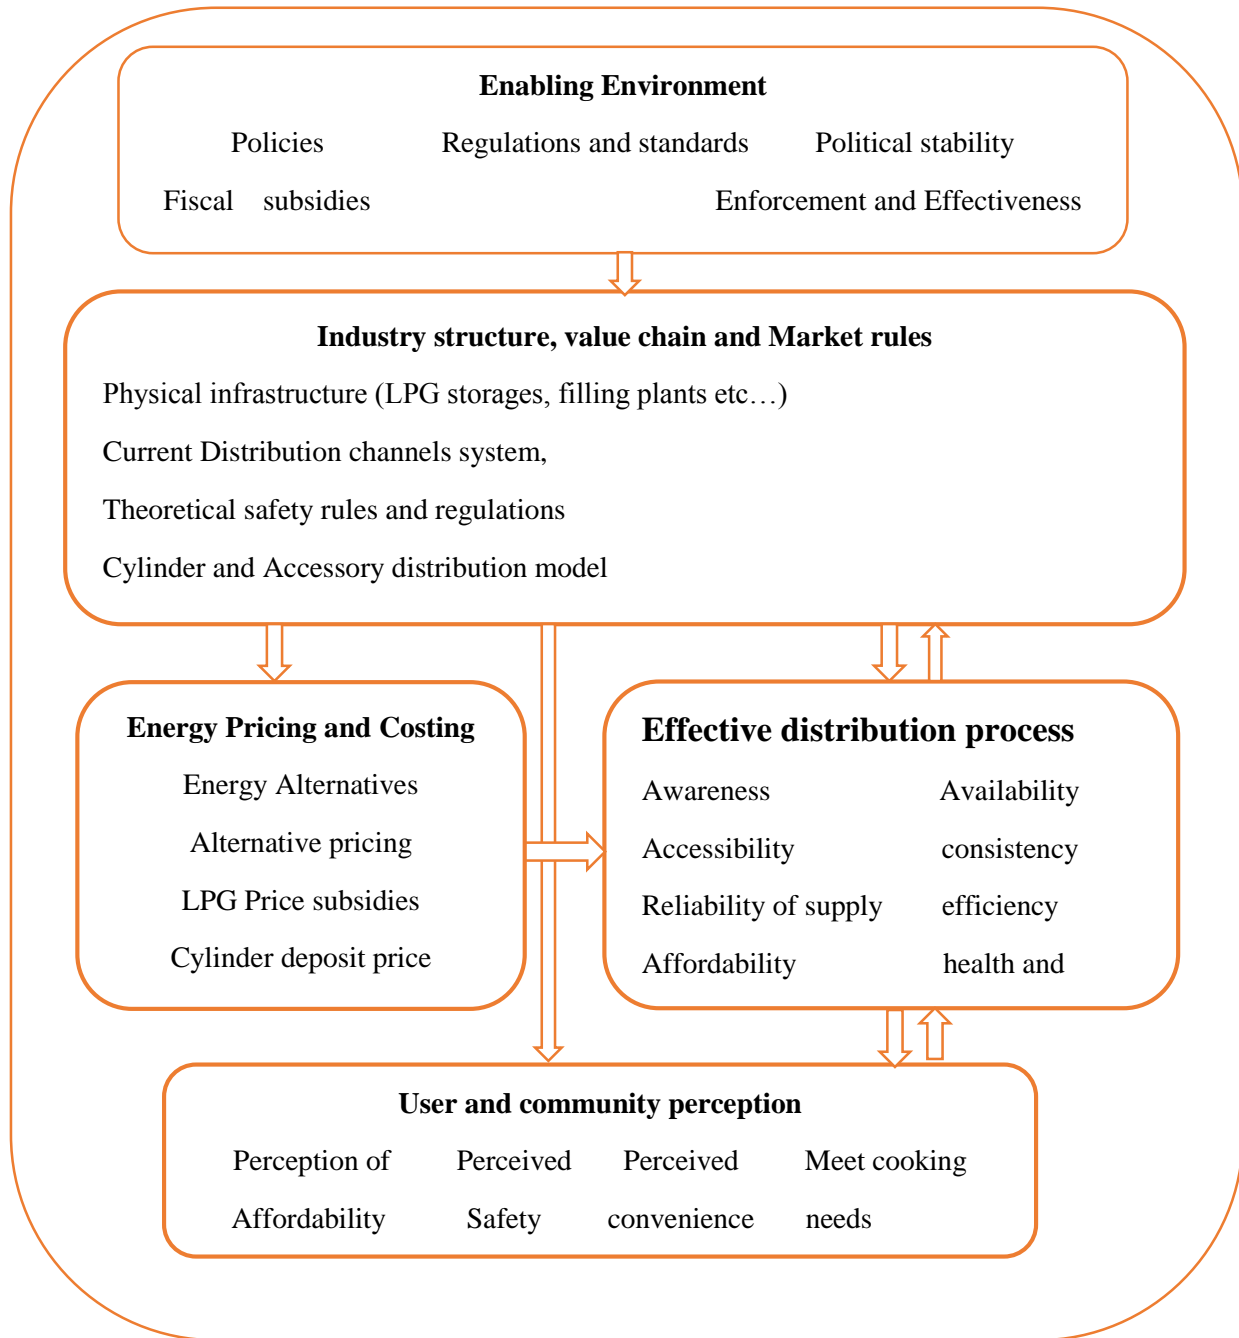 Enabling Environment
Policies Regulations and standards Political stability
Fiscal subsidies Enforcement and Effectiveness
Industry structure, value chain and Market rules
Physical infrastructure (LPG storages, filling plants etc…)
Current Distribution channels system,
Theoretical safety rules and regulations
Cylinder and Accessory distribution model
Energy Pricing and Costing
Energy Alternatives
Alternative pricing
LPG Price subsidies
Cylinder deposit price
Effective distribution process
Awareness Availability
Accessibility consistency
Reliability of supply efficiency
Affordability health and
User and community perception
Perception of Perceived Perceived Meet cooking
Affordability Safety convenience needs